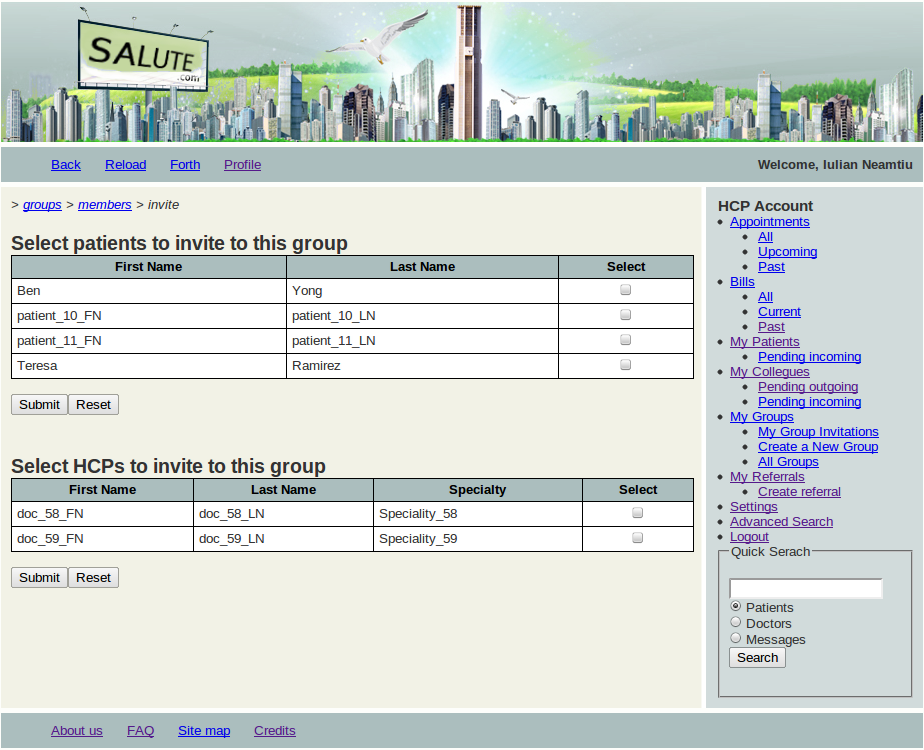 SALUTE
.com
Back Reload Forth Profile Welcome, Iulian Neamtiu
> groups > members > invite
Select patients to invite to this group
First Name Last Name Select
Ben Yong
patient_10_FN patient_10_LN
patient_11_FN patient_11_LN
Teresa Ramirez
Submit Reset
Select HCPs to invite to this group
First Name Last Name Specialty Select
doc_58_FN doc_58_LN Speciality_58
doc_59_FN doc_59_LN Speciality_59
Submit Reset
HCP Account
Appointments
All
Upcoming
Past
Bills
All
Current
Past
My Patients
Pending incoming
My Collegues
Pending outgoing
Pending incoming
My Groups
My Group Invitations
Create a New Group
All Groups
My Referrals
Create referral
Settings
Advanced Search
Logout
Quick Serach
Patients
Doctors
Messages
Search
About us FAQ Site map Credits